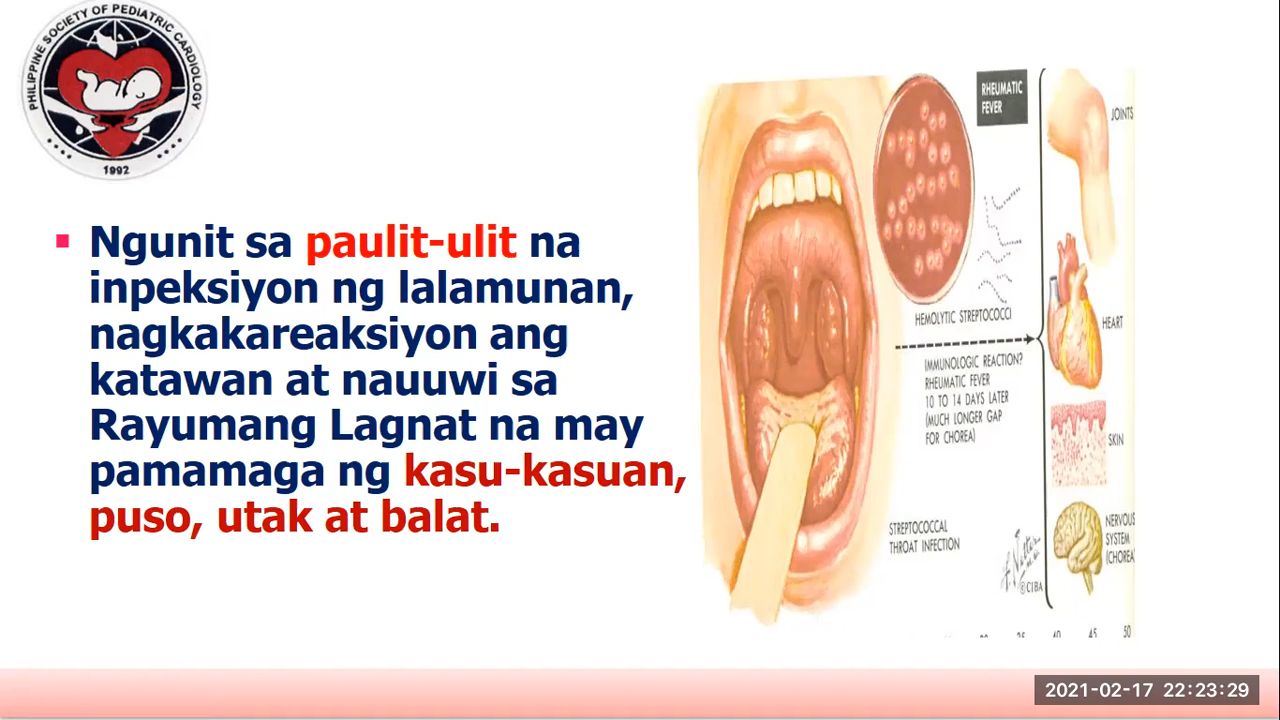 PHILIPPINE SOCIETY OF PEDIATRIC CARDIOLOGY
1992
Ngunit sa paulit-ulit na
inpeksiyon ng lalamunan,
nagkakareaksiyon ang
katawan at nauuwi sa
Rayumang Lagnat na may
pamamaga ng kasu-kasuan,
puso, utak at balat.
RHEUMATIC
FEVER
JOINTS
HEMOLYTIC STREPTOCOCCI
HEART
IMMUNOLOGIC REACTION?
RHEUMATIC FEVER
10 TO 14 DAYS LATER
(MUCH LONGER GAP
FOR CHOREA)
SKIN
STREPTOCOCCAL
THROAT INFECTION
NERVOUS
SYSTEM
(CHOREA
F. Netter
M.D.
©CIBA
40 45 50
2021-02-17 22:23:29